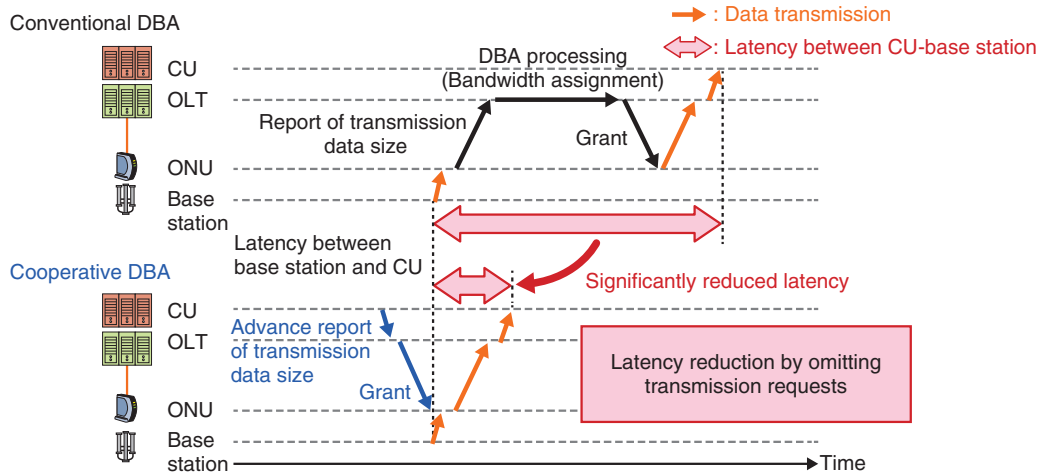 Conventional DBA
: Data transmission
: Latency between CU-base station
CU
OLT
ONU
Base
station
DBA processing
(Bandwidth assignment)
Report of transmission
data size
Grant
Latency between
base station and CU
Significantly reduced latency
Cooperative DBA
CU
OLT
ONU
Base
station
Advance report
of transmission
data size
Grant
Latency reduction by omitting
transmission requests
Time